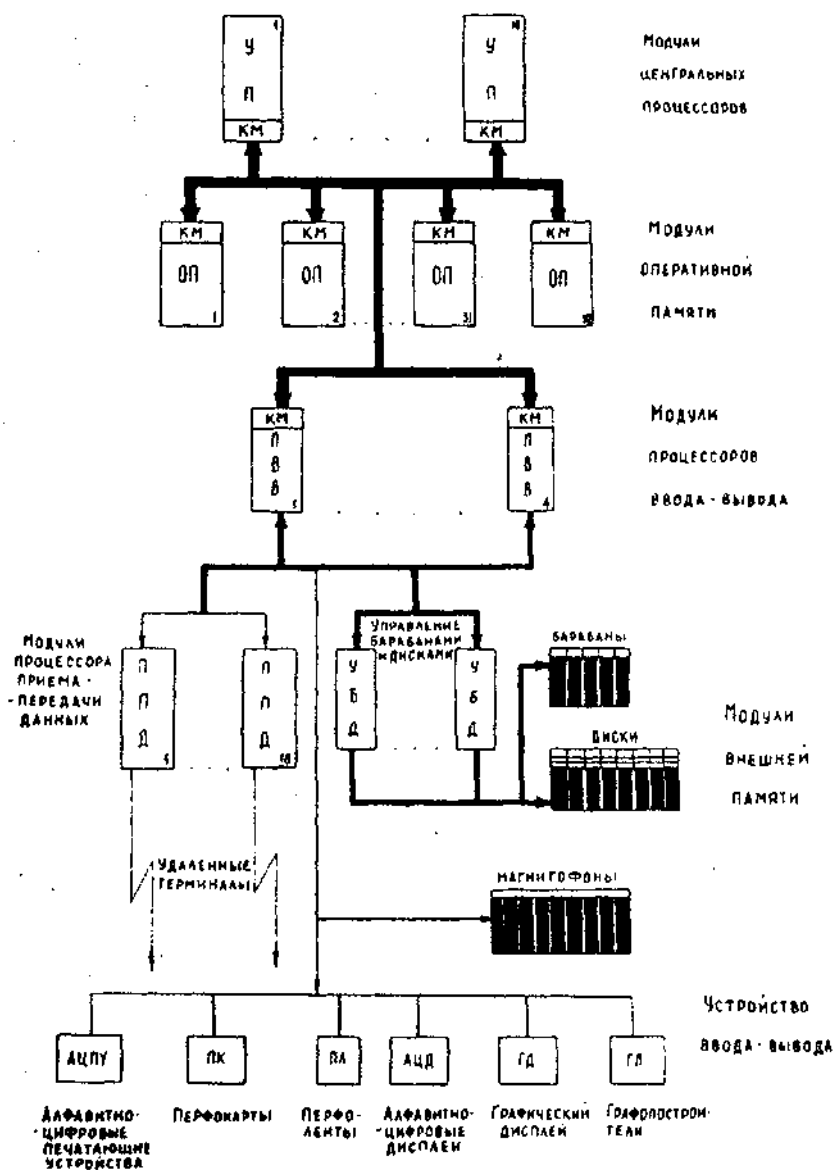 1
У
П
КМ
10
У
П
КМ
Модули
центральных
процессоров
КМ
ОП
1
КМ
ОП
2
КМ
ОП
31
КМ
ОП
Модули
оперативной
памяти
КМ
П
В
В
КМ
П
В
В
4
Модули
процессоров
ввода-вывода
Модули
процессора
приема-
-передачи
данных
П
П
Д
П
П
Д
Управление
барабанами
и дисками
У
Б
Д
У
Б
Д
Барабаны
Диски
Модули
внешней
памяти
Удаленные
терминалы
Магнитофоны
Устройство
ввода-вывода
АЦПУ
ПК
ПЛ
АЦД
ГД
ГП
Алфавитно-
-цифровые
печатающие
устройства
Перфокарты
Перфо-
ленты
Алфавитно-
-цифровые
дисплеи
Графический
дисплей
Графопострои-
тели